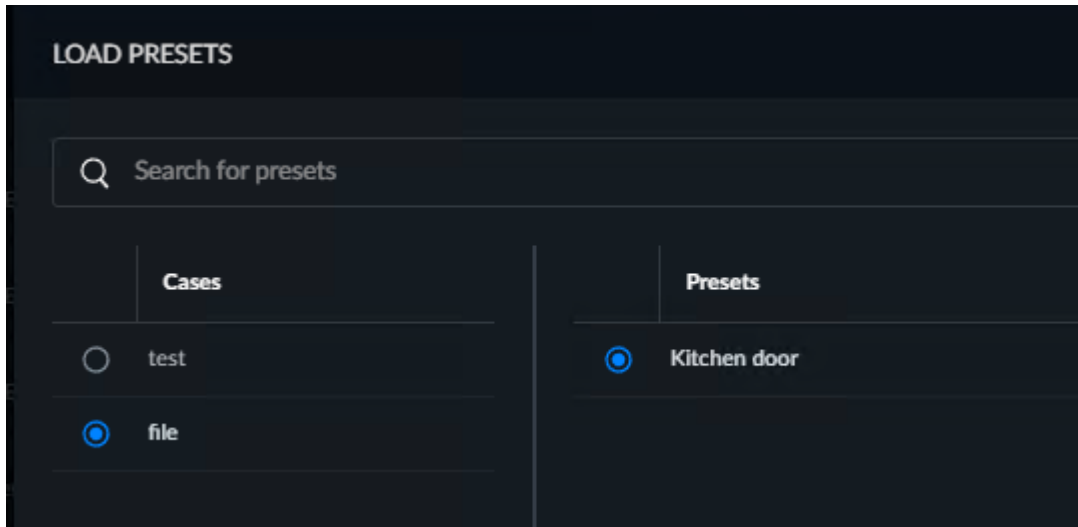 LOAD PRESETS
Search for presets
Cases
Presets
test
Kitchen door
file